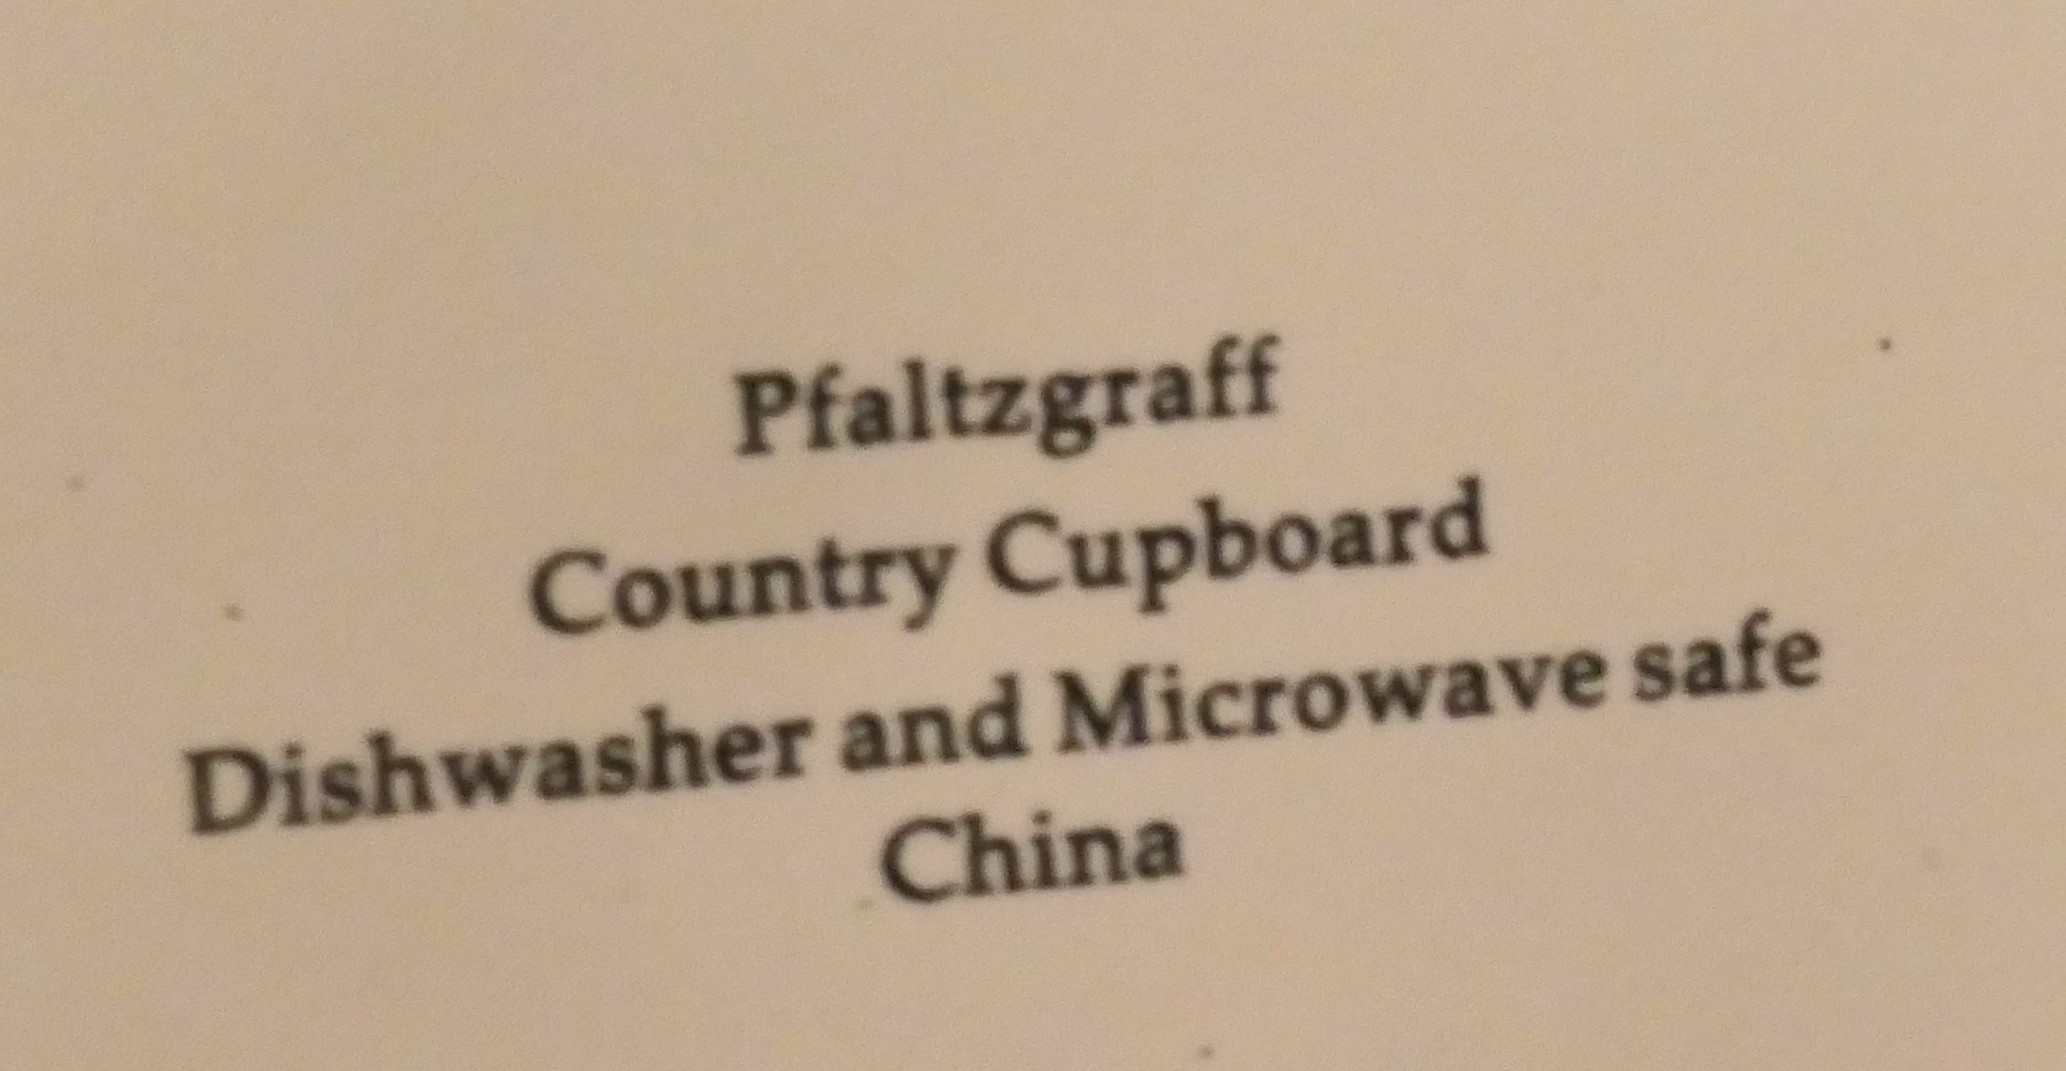 Pfaltzgraff
Country Cupboard
Dishwasher and Microwave safe
China